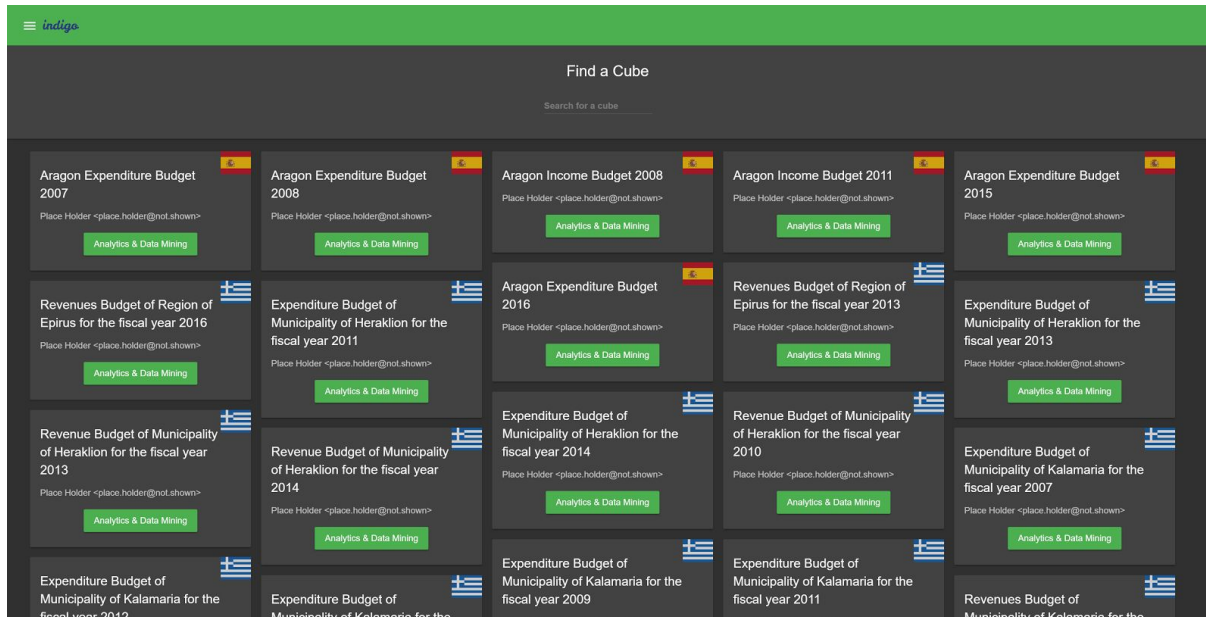 indigo
Find a Cube
Search for a cube
Aragon Expenditure Budget
2007
Place Holder <place.holder@not.shown>
Analytics & Data Mining
Revenues Budget of Region of
Epirus for the fiscal year 2016
Place Holder <place.holder@not.shown>
Analytics & Data Mining
Revenue Budget of Municipality
of Heraklion for the fiscal year
2013
Place Holder <place.holder@not.shown>
Analytics & Data Mining
Expenditure Budget of
Municipality of Kalamaria for the
fiscal year 2012
Aragon Expenditure Budget
2008
Place Holder <place.holder@not.shown>
Analytics & Data Mining
Expenditure Budget of
Municipality of Heraklion for the
fiscal year 2011
Place Holder <place.holder@not.shown>
Analytics & Data Mining
Revenue Budget of Municipality
of Heraklion for the fiscal year
2014
Place Holder <place.holder@not.shown>
Analytics & Data Mining
Expenditure Budget of
Municipality of Kalamaria for the
Aragon Income Budget 2008
Place Holder <place.holder@not.shown>
Analytics & Data Mining
Aragon Expenditure Budget
2016
Place Holder <place.holder@not.shown>
Analytics & Data Mining
Expenditure Budget of
Municipality of Heraklion for the
fiscal year 2014
Place Holder <place.holder@not.shown>
Analytics & Data Mining
Expenditure Budget of
Municipality of Kalamaria for the
fiscal year 2009
Aragon Income Budget 2011
Place Holder <place.holder@not.shown>
Analytics & Data Mining
Revenues Budget of Region of
Epirus for the fiscal year 2013
Place Holder <place.holder@not.shown>
Analytics & Data Mining
Revenue Budget of Municipality
of Heraklion for the fiscal year
2010
Place Holder <place.holder@not.shown>
Analytics & Data Mining
Expenditure Budget of
Municipality of Kalamaria for the
fiscal year 2011
Aragon Expenditure Budget
2015
Place Holder <place.holder@not.shown>
Analytics & Data Mining
Expenditure Budget of
Municipality of Heraklion for the
fiscal year 2013
Place Holder <place.holder@not.shown>
Analytics & Data Mining
Expenditure Budget of
Municipality of Kalamaria for the
fiscal year 2007
Place Holder <place.holder@not.shown>
Analytics & Data Mining
Revenues Budget of
Municipality of Kalamaria for the